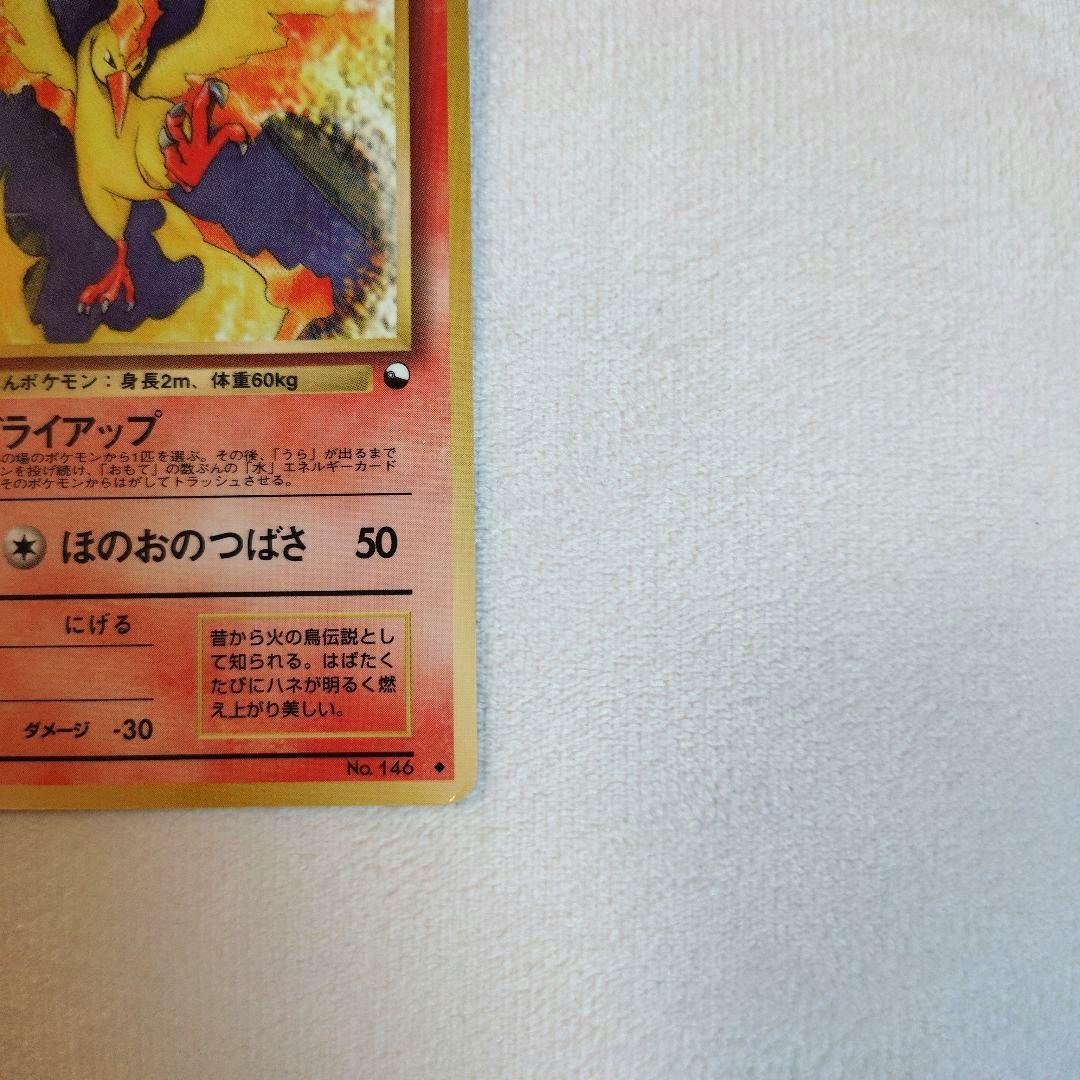 んポケモン：身長2m、体重60kg
ライアップ
の場のポケモンから1匹を選ぶ。その後、「うら」が出るまで
ンを投げ続け、「おもて」の数ぶんの「水」エネルギーカード
そのポケモンからはがしてトラッシュさせる。
ほのおのつばさ 50
にげる
昔から火の鳥伝説とし
て知られる。はばたく
たびにハネが明るく燃
え上がり美しい。
ダメージ -30
No. 146 ◆